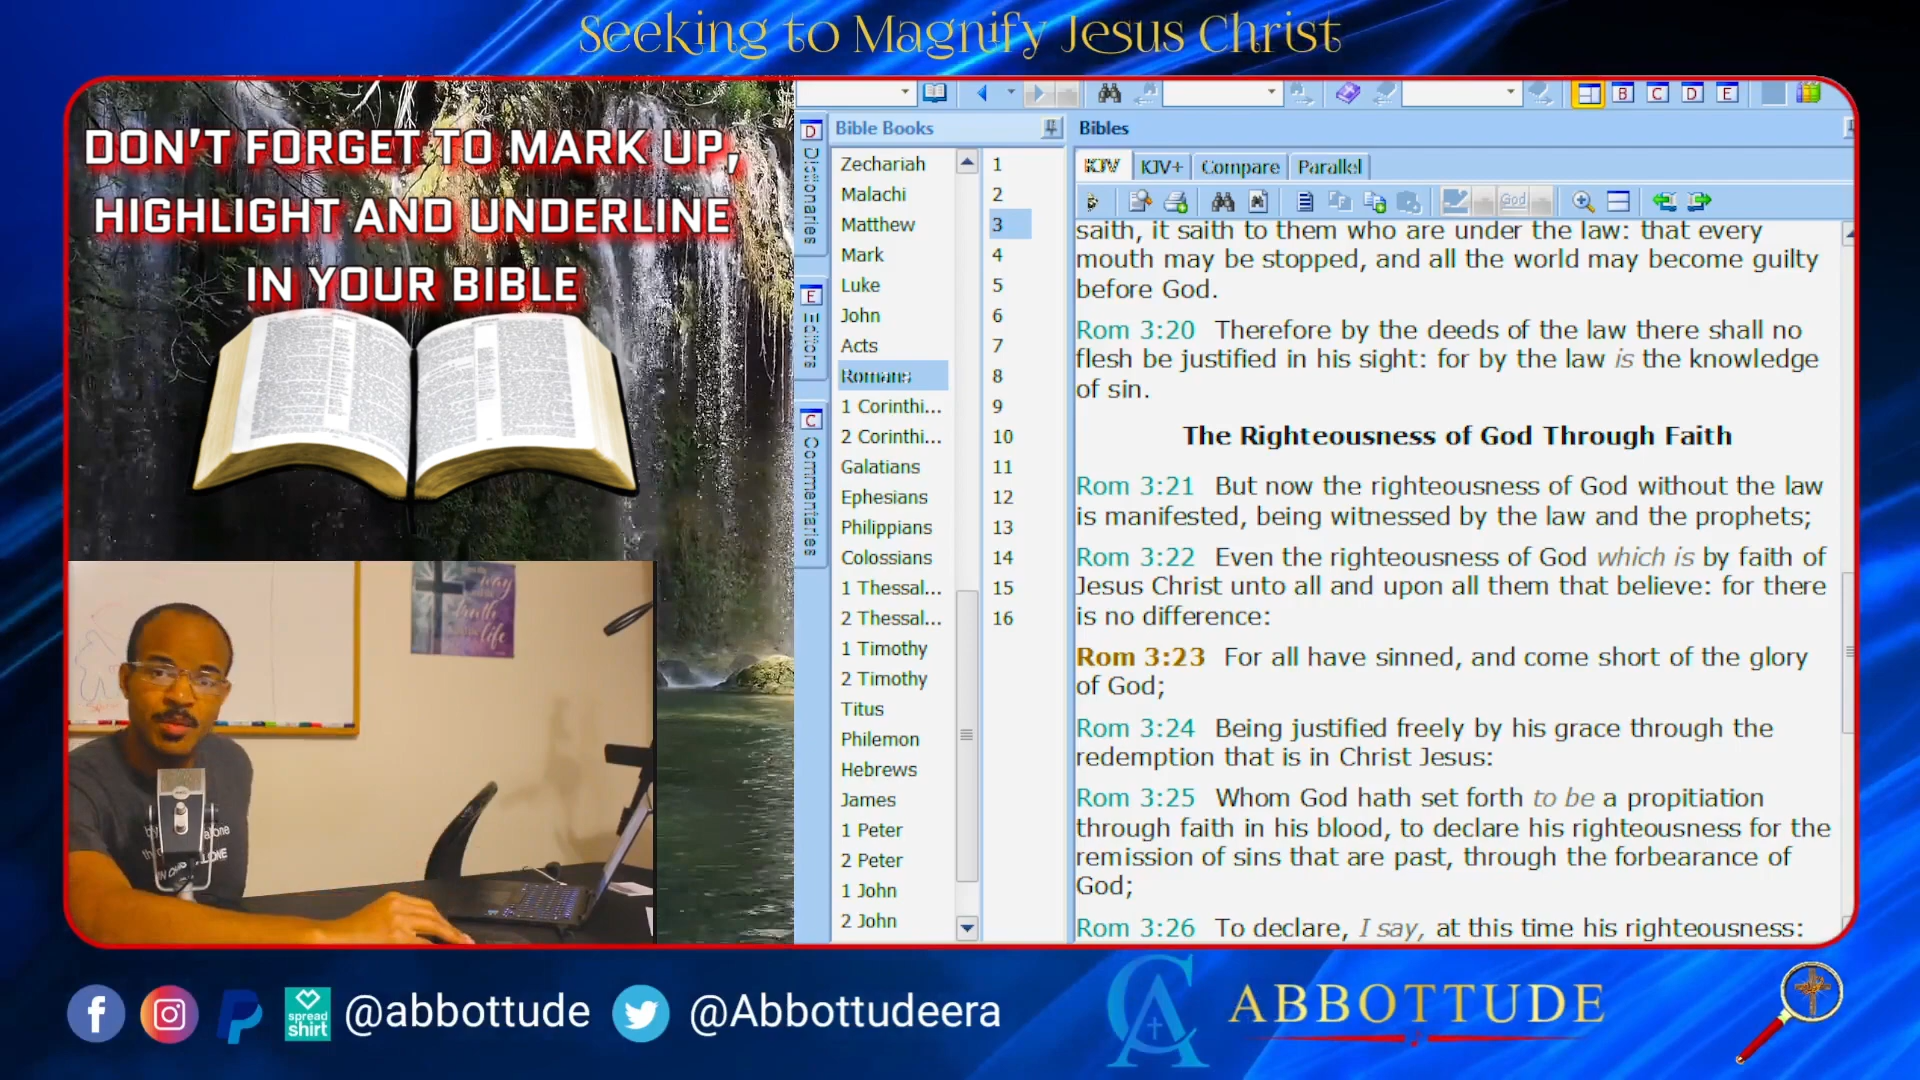 Seeking to Magnify Jesus Christ
DON'T FORGET TO MARK UP,
HIGHLIGHT AND UNDERLINE
IN YOUR BIBLE
way
truth
life
alone
ALONE
D
Dictionaries
E
Editors
C
Commentaries
Bible Books
Zechariah
Malachi
Matthew
Mark
Luke
John
Acts
Romans
1 Corinthi...
2 Corinthi...
Galatians
Ephesians
Philippians
Colossians
1 Thessal...
2 Thessal...
1 Timothy
2 Timothy
Titus
Philemon
Hebrews
James
1 Peter
2 Peter
1 John
2 John
1
2
3
4
5
6
7
8
9
10
11
12
13
14
15
16
B C D E
Bibles
KJV KJV+ Compare Parallel
God
saith, it saith to them who are under the law: that every
mouth may be stopped, and all the world may become guilty
before God.
Rom 3:20 Therefore by the deeds of the law there shall no
flesh be justified in his sight: for by the law is the knowledge
of sin.
The Righteousness of God Through Faith
Rom 3:21 But now the righteousness of God without the law
is manifested, being witnessed by the law and the prophets;
Rom 3:22 Even the righteousness of God which is by faith of
Jesus Christ unto all and upon all them that believe: for there
is no difference:
Rom 3:23 For all have sinned, and come short of the glory
of God;
Rom 3:24 Being justified freely by his grace through the
redemption that is in Christ Jesus:
Rom 3:25 Whom God hath set forth to be a propitiation
through faith in his blood, to declare his righteousness for the
remission of sins that are past, through the forbearance of
God;
Rom 3:26 To declare, I say, at this time his righteousness:
spread
shirt
@abbottude
@Abbottudeera
CA
ABBOTTUDE